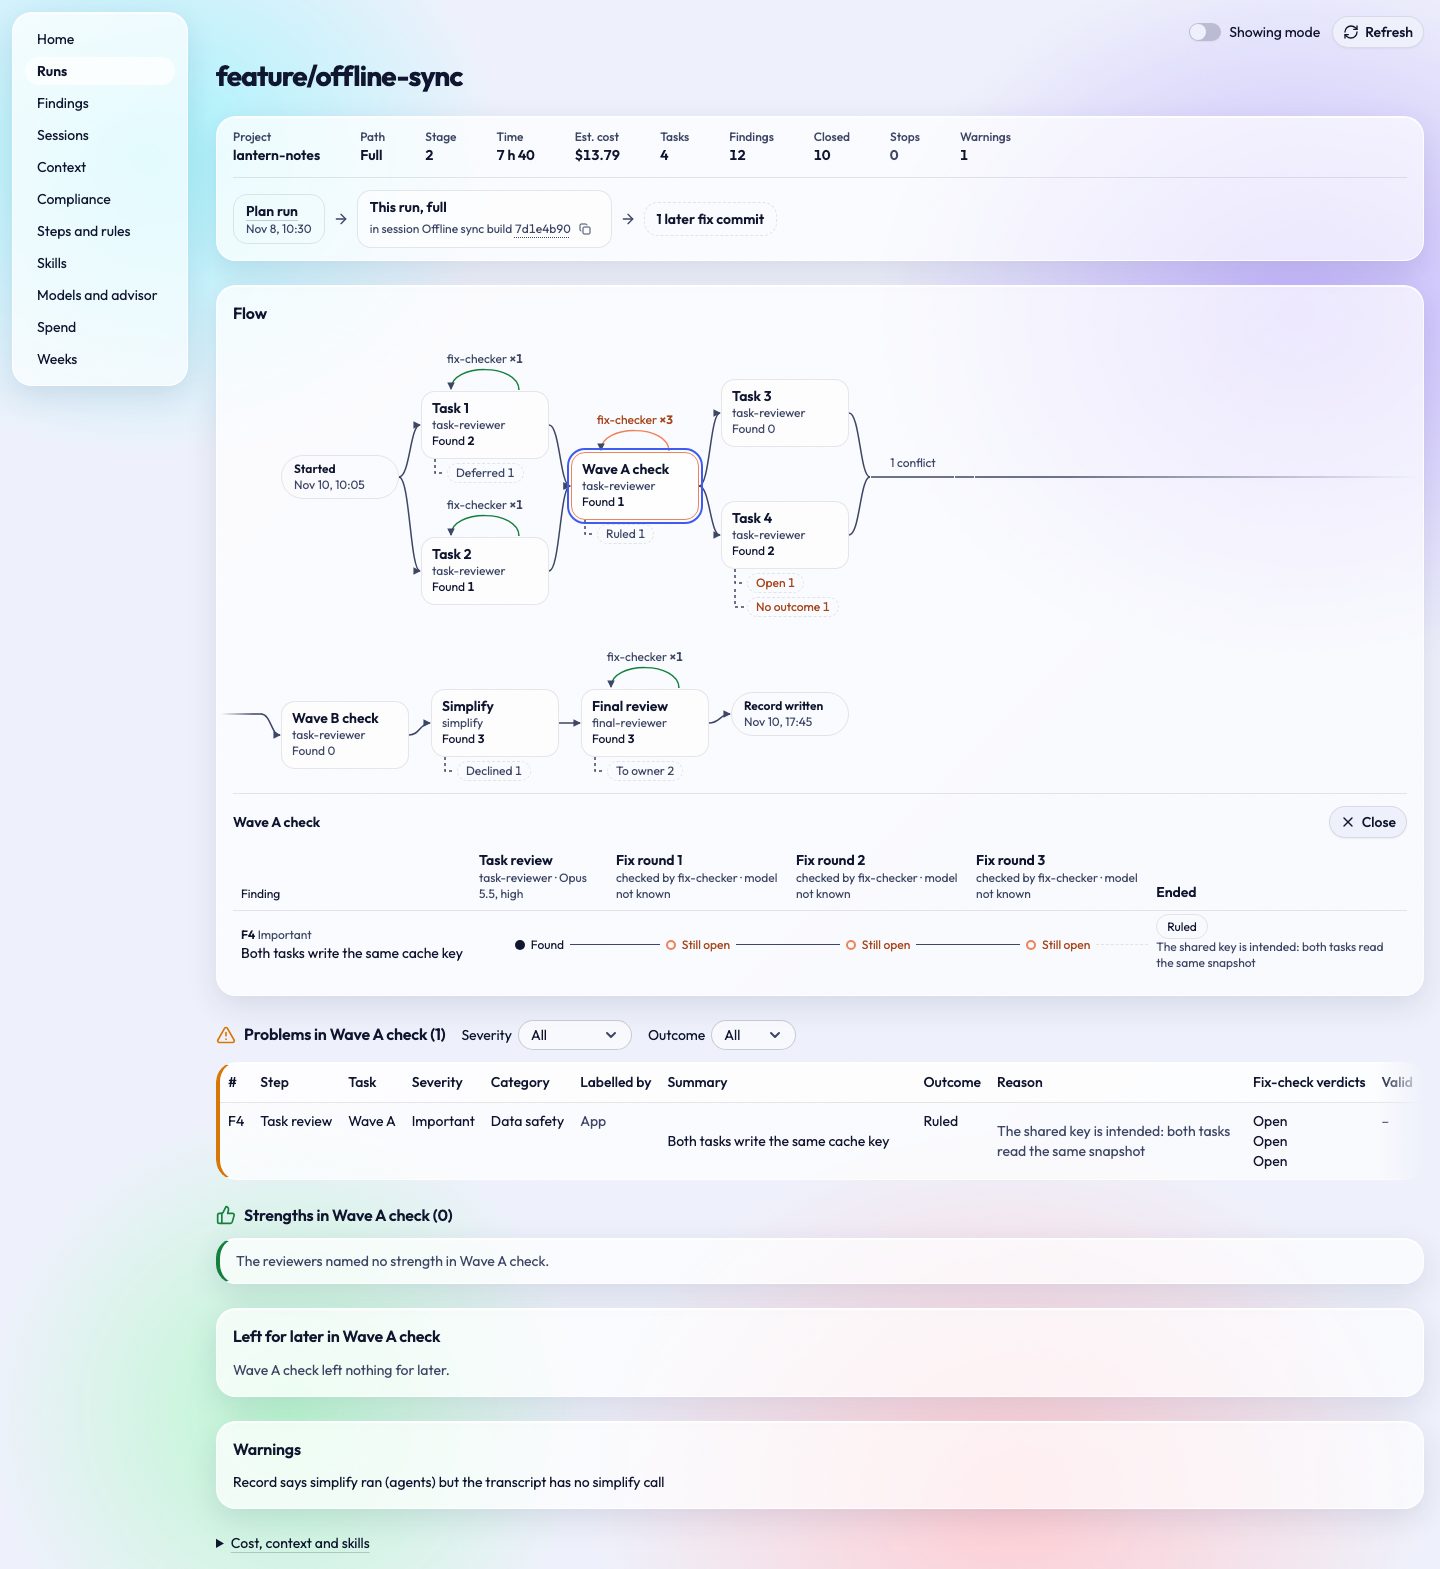 Home
Runs
Findings
Sessions
Context
Compliance
Steps and rules
Skills
Models and advisor
Spend
Weeks
Showing mode
Refresh
feature/offline-sync
Project Path Stage Time Est. cost Tasks Findings Closed Stops Warnings
lantern-notes Full 2 7 h 40 $13.79 4 12 10 0 1
Plan run
Nov 8, 10:30
This run, full
in session Offline sync build 7d1e4b90
1 later fix commit
Flow
Started
Nov 10, 10:05
fix-checker ×1
Task 1
task-reviewer
Found 2
Deferred 1
fix-checker ×1
Task 2
task-reviewer
Found 1
fix-checker ×3
Wave A check
task-reviewer
Found 1
Ruled 1
Task 3
task-reviewer
Found 0
Task 4
task-reviewer
Found 2
Open 1
No outcome 1
1 conflict
Wave B check
task-reviewer
Found 0
Simplify
simplify
Found 3
Declined 1
fix-checker ×1
Final review
final-reviewer
Found 3
To owner 2
Record written
Nov 10, 17:45
Wave A check
Close
Finding
Task review
task-reviewer · Opus
5.5, high
Fix round 1
checked by fix-checker · model
not known
Fix round 2
checked by fix-checker · model
not known
Fix round 3
checked by fix-checker · model
not known
Ended
F4 Important
Both tasks write the same cache key
Found
Still open
Still open
Still open
Ruled
The shared key is intended: both tasks read
the same snapshot
Problems in Wave A check (1)
Severity All
Outcome All
# Step Task Severity Category Labelled by Summary Outcome Reason Fix-check verdicts Valid
F4 Task review Wave A Important Data safety App
Both tasks write the same cache key
Ruled
The shared key is intended: both tasks
read the same snapshot
Open
Open
Open
–
Strengths in Wave A check (0)
The reviewers named no strength in Wave A check.
Left for later in Wave A check
Wave A check left nothing for later.
Warnings
Record says simplify ran (agents) but the transcript has no simplify call
Cost, context and skills